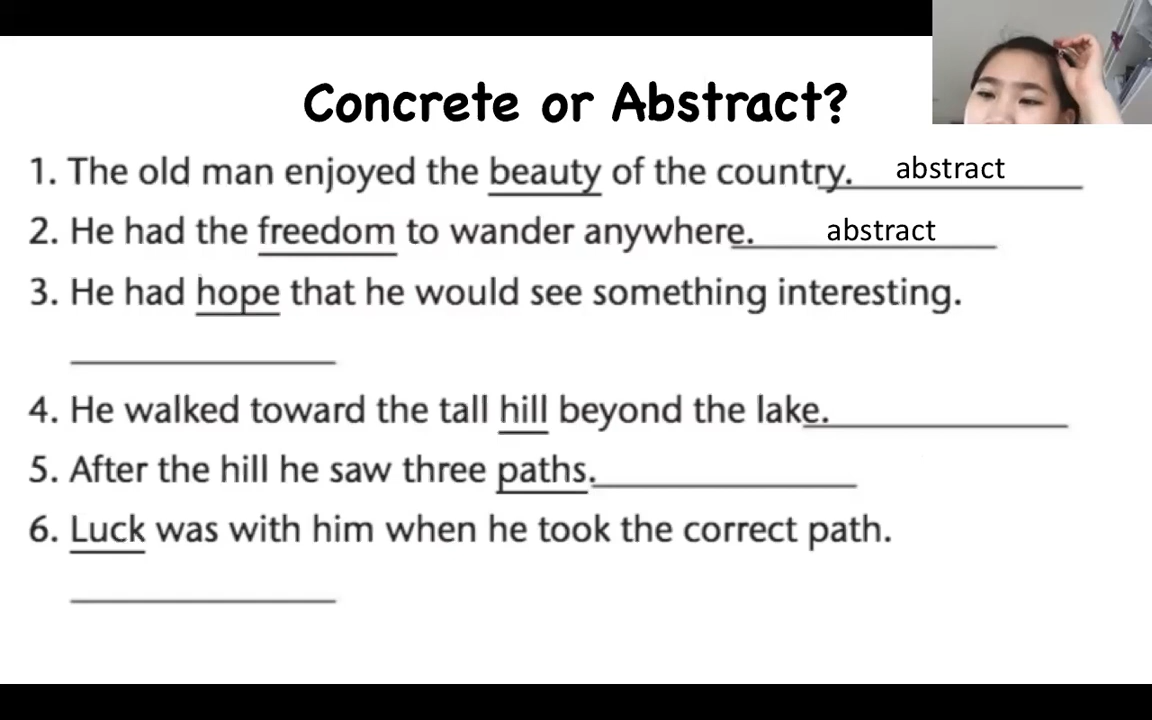 Concrete or Abstract?
1. The old man enjoyed the beauty of the country. abstract
2. He had the freedom to wander anywhere. abstract
3. He had hope that he would see something interesting.
4. He walked toward the tall hill beyond the lake.
5. After the hill he saw three paths.
6. Luck was with him when he took the correct path.